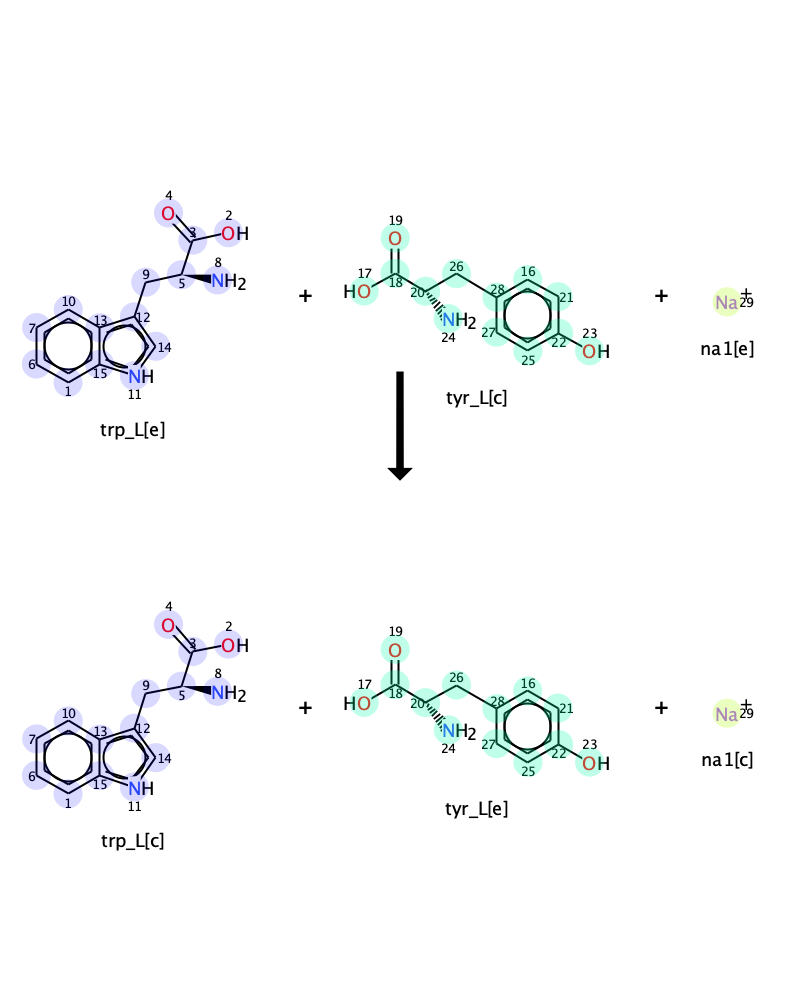 4
2
O
3
OH
8
9
5
NH2
10
13
12
7
14
6
15
NH
1
11
trp_L[e]
+
19
O
17
26
16
HO
18
20
28
21
NH2
27
23
24
22
OH
25
tyr_L[c]
+
Na+
29
na1[e]
4
2
O
3
OH
8
9
5
NH2
10
13
12
7
14
6
15
NH
1
11
trp_L[c]
+
19
O
17
26
16
HO
18
20
28
21
NH2
27
23
24
22
OH
25
tyr_L[e]
+
Na+
29
na1[c]